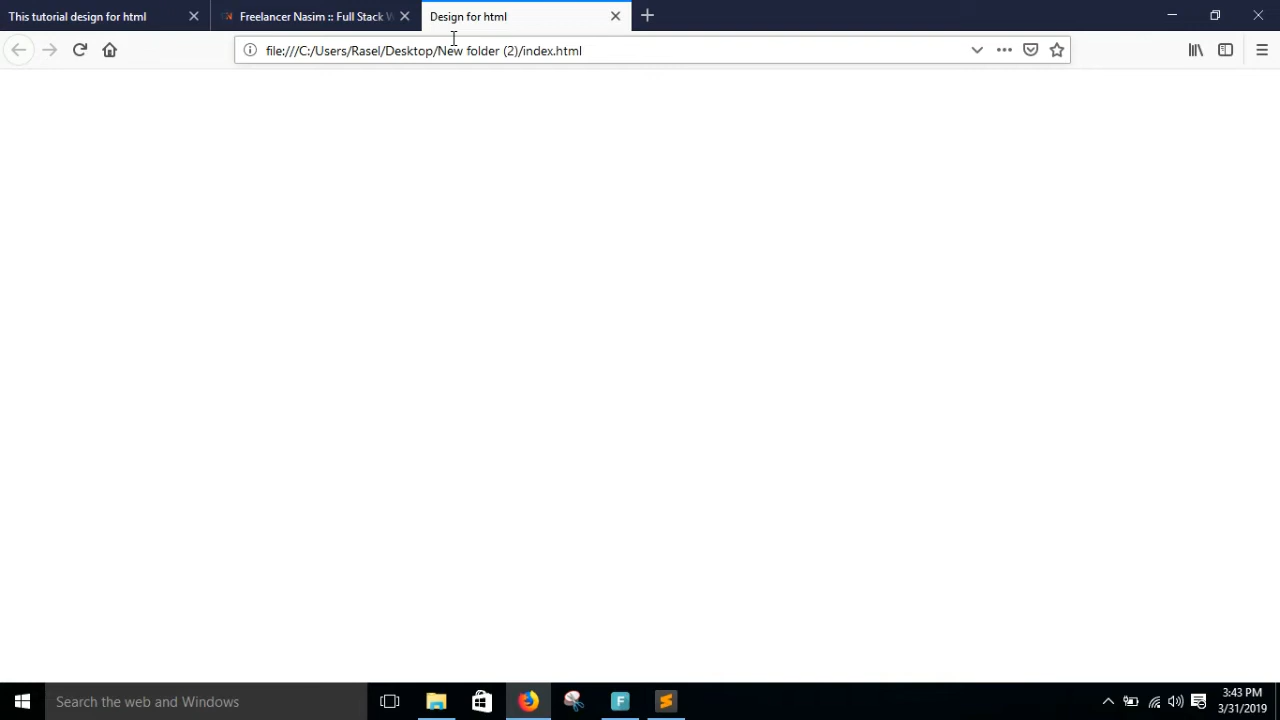 This tutorial design for html
Freelancer Nasim :: Full Stack W
Design for html
file:///C:/Users/Rasel/Desktop/New folder (2)/index.html
Search the web and Windows
F
S
3:43 PM
3/31/2019